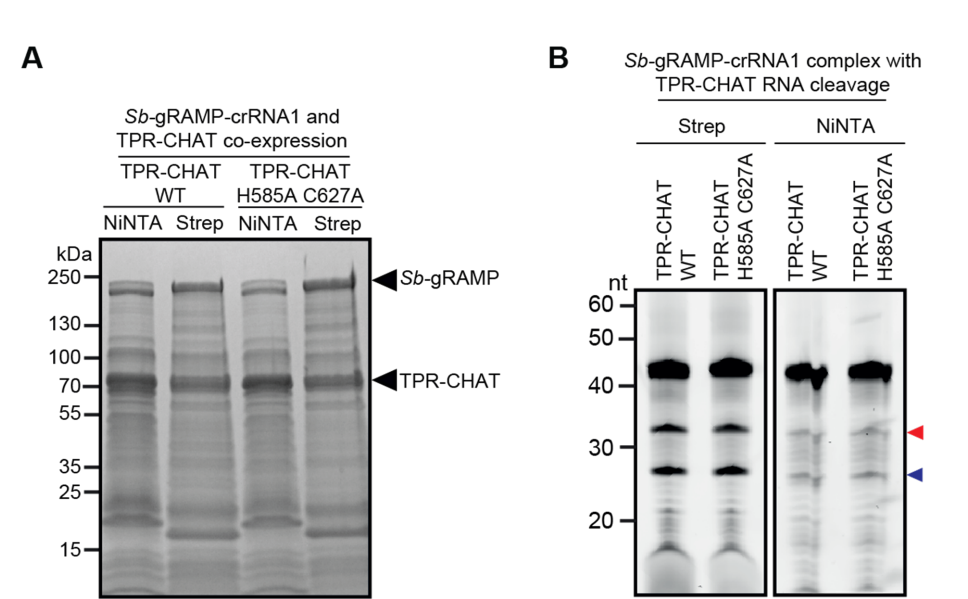 A
Sb-gRAMP-crRNA1 and
TPR-CHAT co-expression
TPR-CHAT
WT
TPR-CHAT
H585A C627A
NiNTA Strep NiNTA Strep
kDa
250
130
100
70
55
35
25
15
Sb-gRAMP
TPR-CHAT
B
Sb-gRAMP-crRNA1 complex with
TPR-CHAT RNA cleavage
Strep
NiNTA
TPR-CHAT
WT
TPR-CHAT
H585A C627A
TPR-CHAT
WT
TPR-CHAT
H585A C627A
nt
60
50
40
30
20